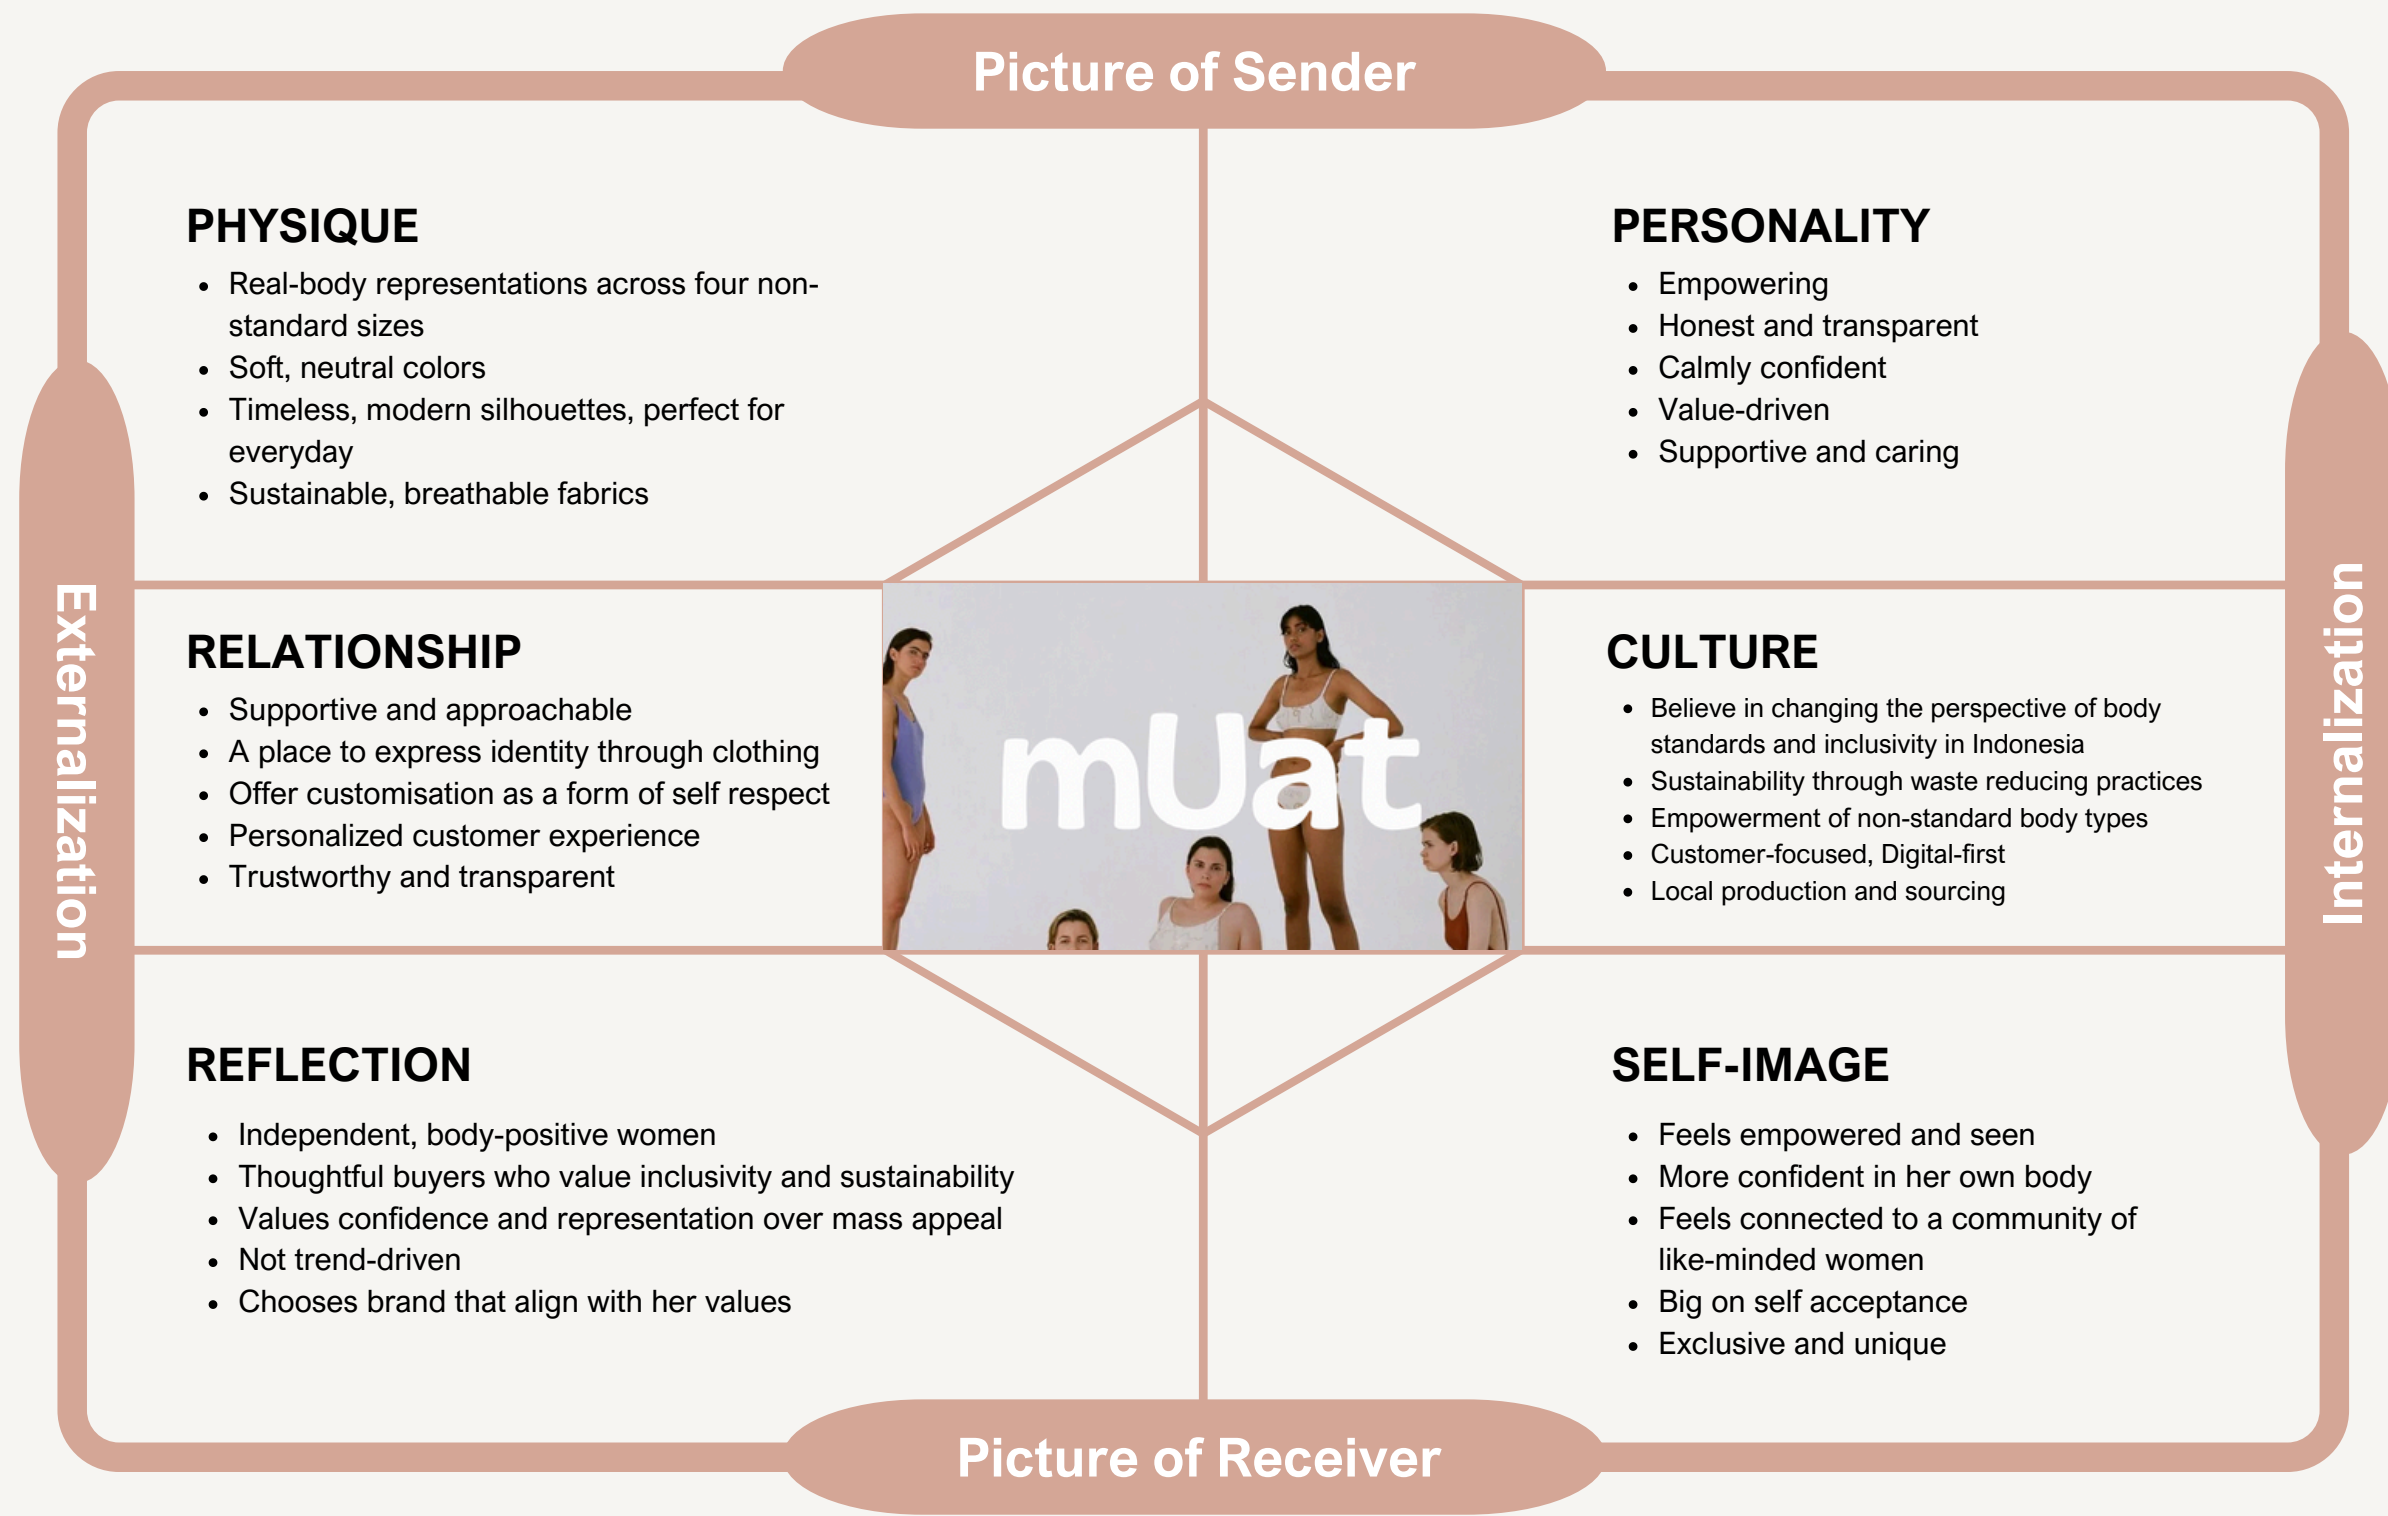 Picture of Sender
PHYSIQUE
Real-body representations across four non-
standard sizes
Soft, neutral colors
Timeless, modern silhouettes, perfect for
everyday
Sustainable, breathable fabrics
PERSONALITY
Empowering
Honest and transparent
Calmly confident
Value-driven
Supportive and caring
Externalization
RELATIONSHIP
Supportive and approachable
A place to express identity through clothing
Offer customisation as a form of self respect
Personalized customer experience
Trustworthy and transparent
mUat
CULTURE
Believe in changing the perspective of body
standards and inclusivity in Indonesia
Sustainability through waste reducing practices
Empowerment of non-standard body types
Customer-focused, Digital-first
Local production and sourcing
Internalization
REFLECTION
Independent, body-positive women
Thoughtful buyers who value inclusivity and sustainability
Values confidence and representation over mass appeal
Not trend-driven
Chooses brand that align with her values
SELF-IMAGE
Feels empowered and seen
More confident in her own body
Feels connected to a community of
like-minded women
Big on self acceptance
Exclusive and unique
Picture of Receiver